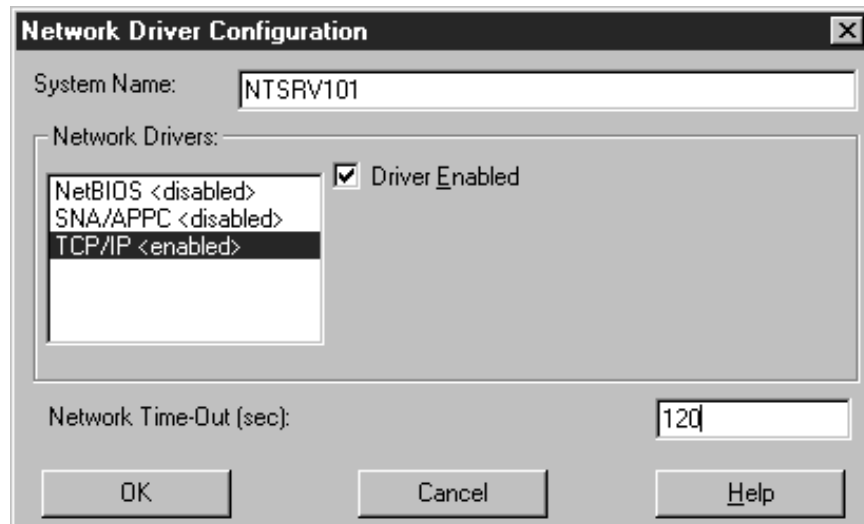 Network Driver Configuration
System Name: NTSRV101
Network Drivers:
NetBIOS <disabled>
SNA/APPC <disabled>
TCP/IP <enabled>
Driver Enabled
Network Time-Out (sec): 120
OK Cancel Help